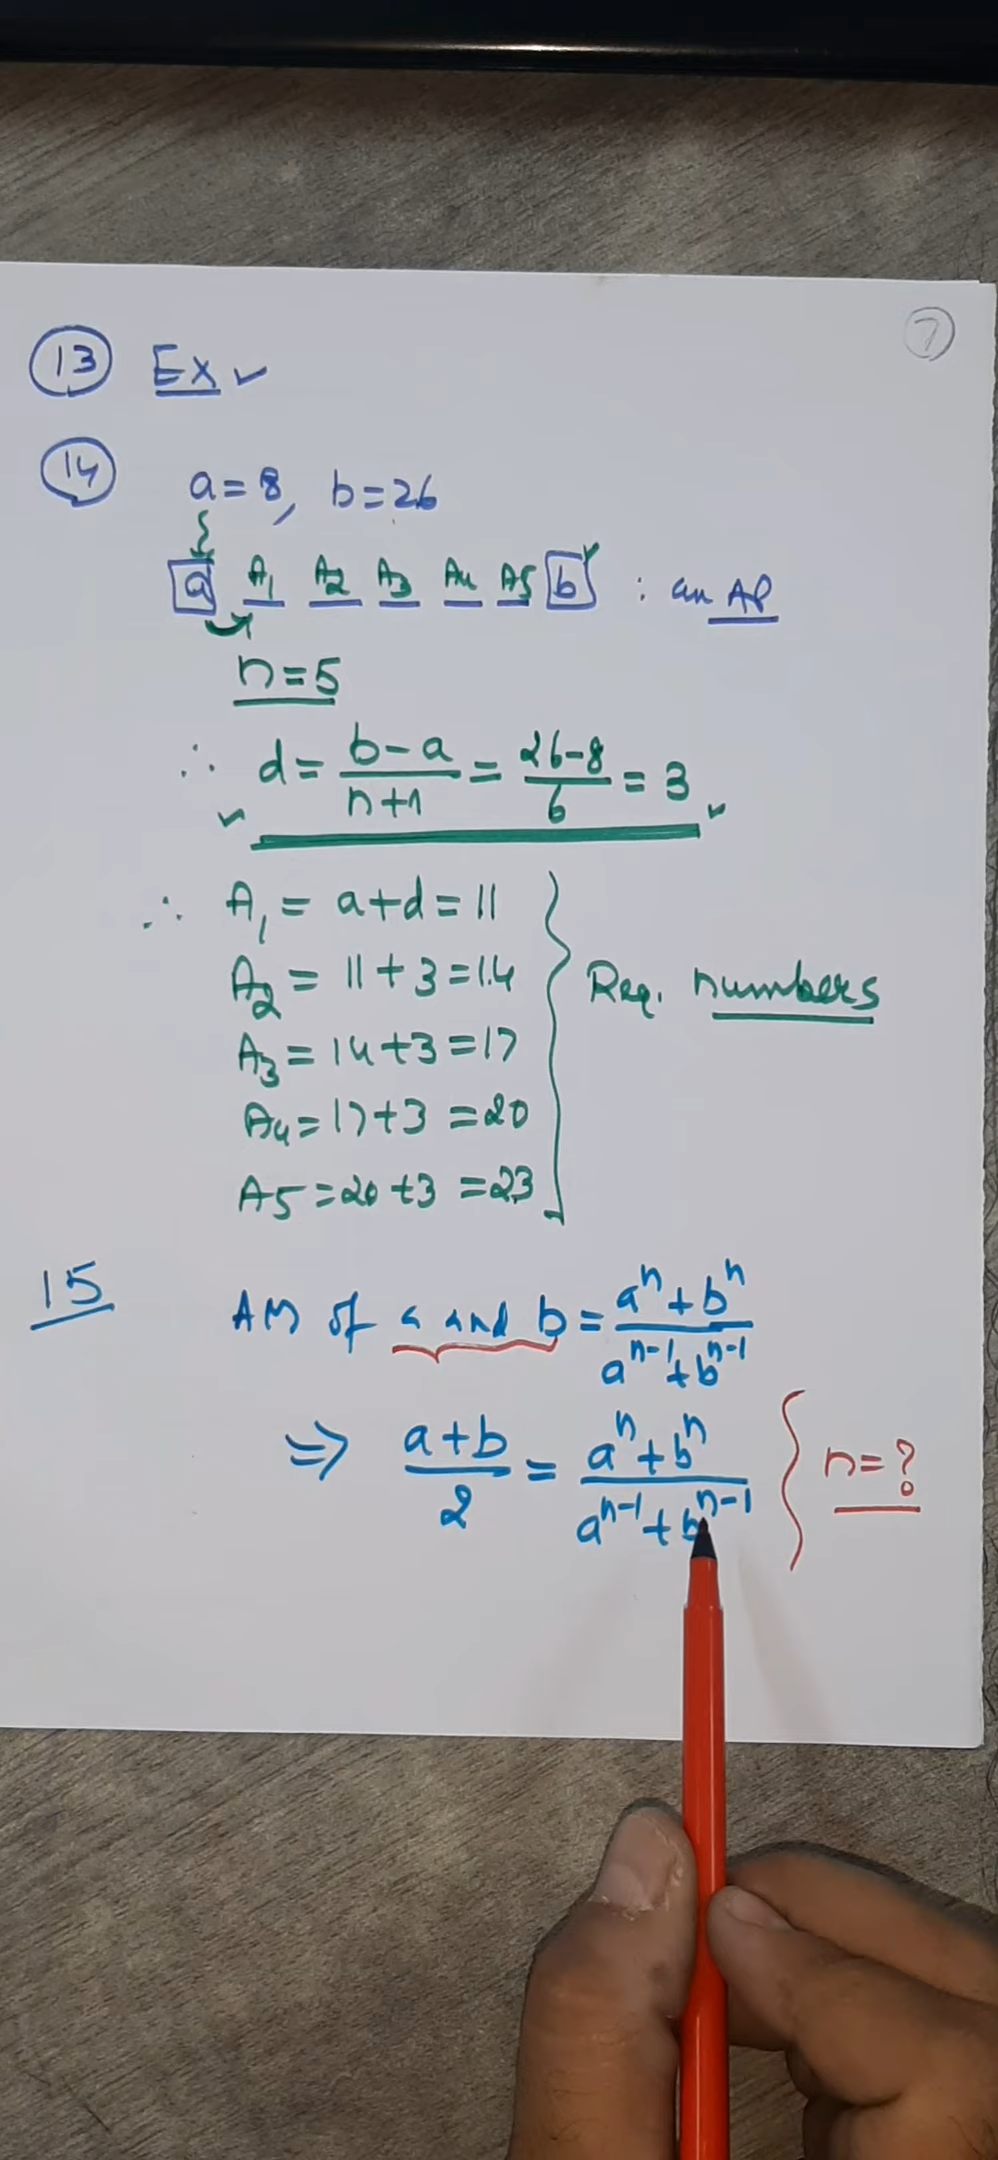 7
13 Ex ✓
14 a = 8, b = 26
a A1 A2 A3 A4 A5 b : an AP
n = 5
∴ d = (b-a)/(n+1) = (26-8)/6 = 3
∴ A1 = a+d = 11
A2 = 11+3 = 14
A3 = 14+3 = 17
A4 = 17+3 = 20
A5 = 20+3 = 23
Req. numbers
15 AM of a and b = (a^n + b^n)/(a^(n-1) + b^(n-1))
⇒ (a+b)/2 = (a^n + b^n)/(a^(n-1) + b^(n-1)) n = ?